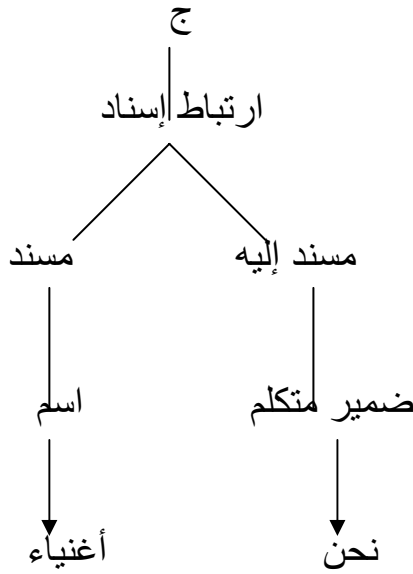 ج
ارتباط إسناد
مسند إليه مسند
ضمير متكلم اسم
نحن أغنياء